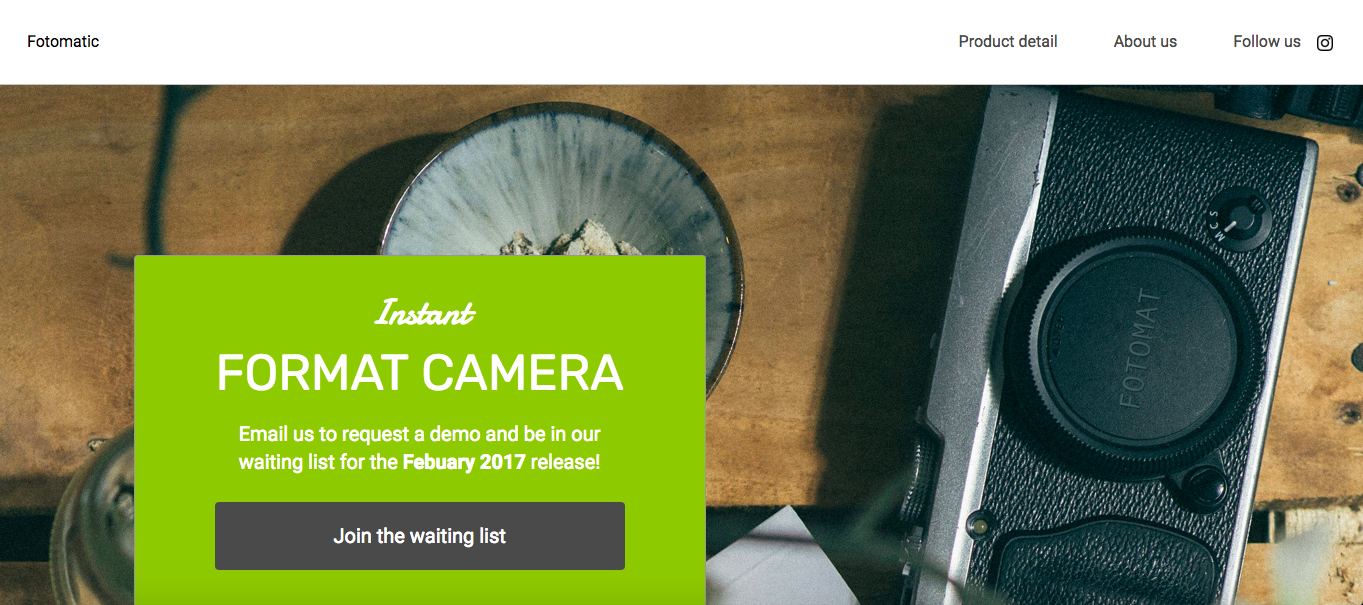 Fotomatic
Product detail
About us
Follow us
Instant
FORMAT CAMERA
Email us to request a demo and be in our
waiting list for the Febuary 2017 release!
Join the waiting list
FOTOMAT